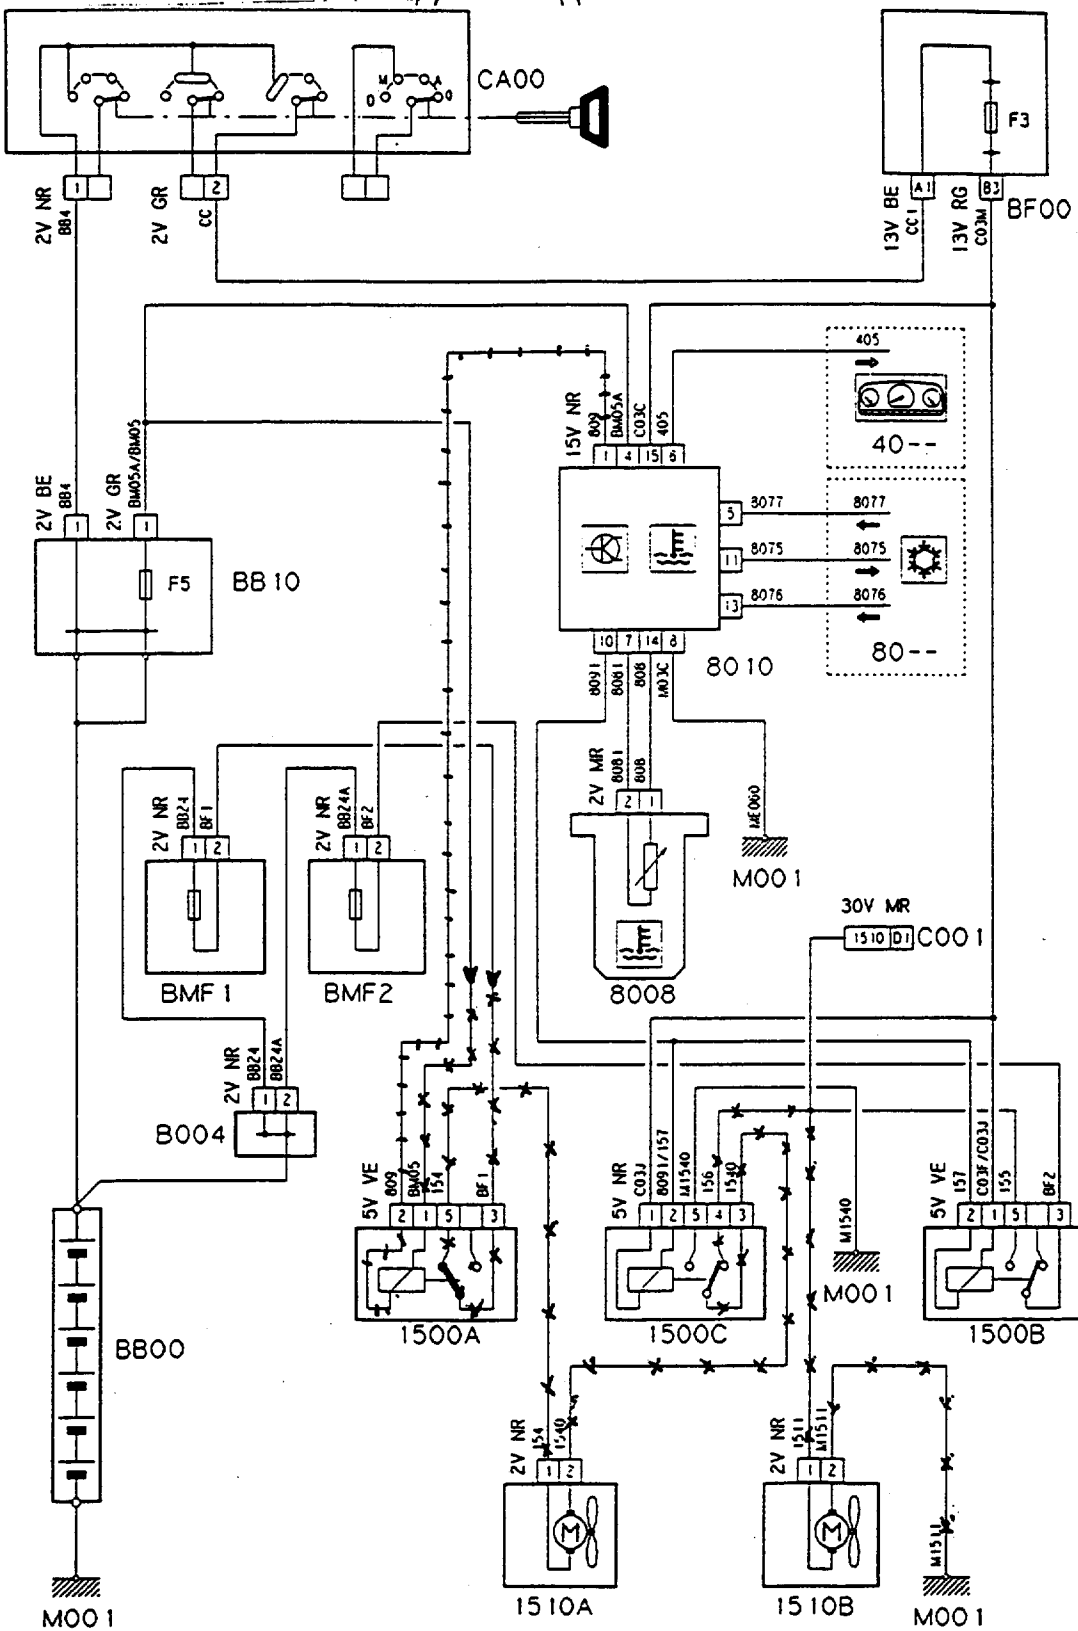 CA00
M A
0 0
F3
1 2
A1 B3
2V NR
BB4
2V GR
CC
13V BE
CC1
13V RG
C03M
BF00
405
15V NR
809
BM05A
C03C
405
1 4 15 6
40--
2V BE
BB4
2V GR
BM05A/BM05
1 1
F5
BB10
5 8077 8077
11 8075 8075
13 8076 8076
80--
10 7 14 8
8010
8091
8081
808
M03C
2V MR
8081
808
2 1
ME060
M001
2V NR
BB24
BF1
1 2
2V NR
BB24A
BF2
1 2
BMF1
BMF2
8008
30V MR
1510 D1 C001
2V NR
BB24
BB24A
1 2
B004
5V VE
809
BM05
154
BF1
2 1 5 3
1500A
5V NR
C03J
8091/157
M1540
156
1540
1 2 5 4 3
1500C
M1540
M001
5V VE
157
C03F/C03J
155
BF2
2 1 5 3
1500B
BB00
2V NR
154
1540
1 2
M
1510A
2V NR
1511
M1511
1 2
M
1510B
M1511
M001
M001